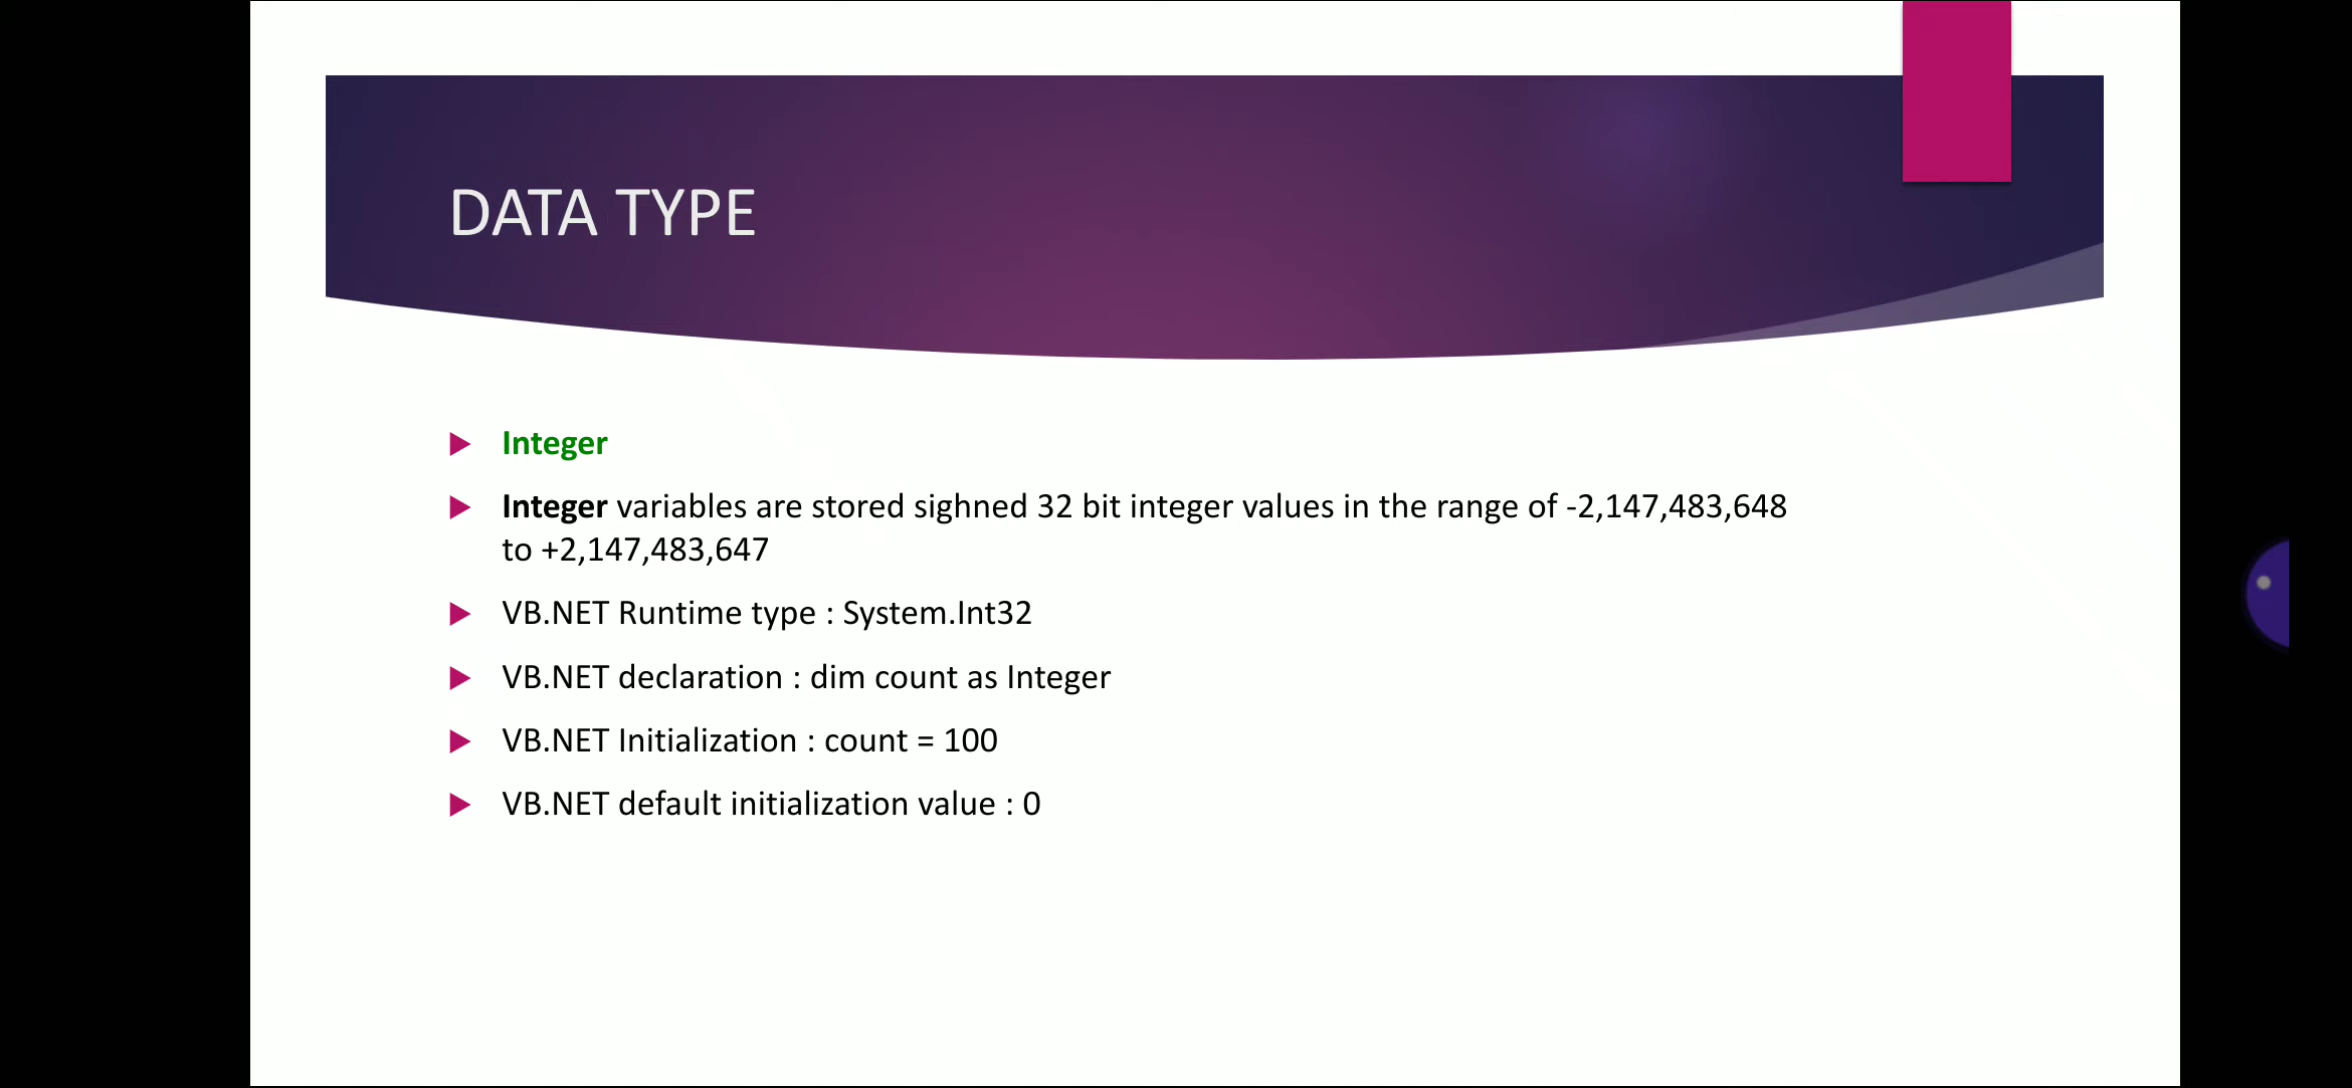 DATA TYPE
Integer
Integer variables are stored sighned 32 bit integer values in the range of -2,147,483,648
to +2,147,483,647
VB.NET Runtime type : System.Int32
VB.NET declaration : dim count as Integer
VB.NET Initialization : count = 100
VB.NET default initialization value : 0